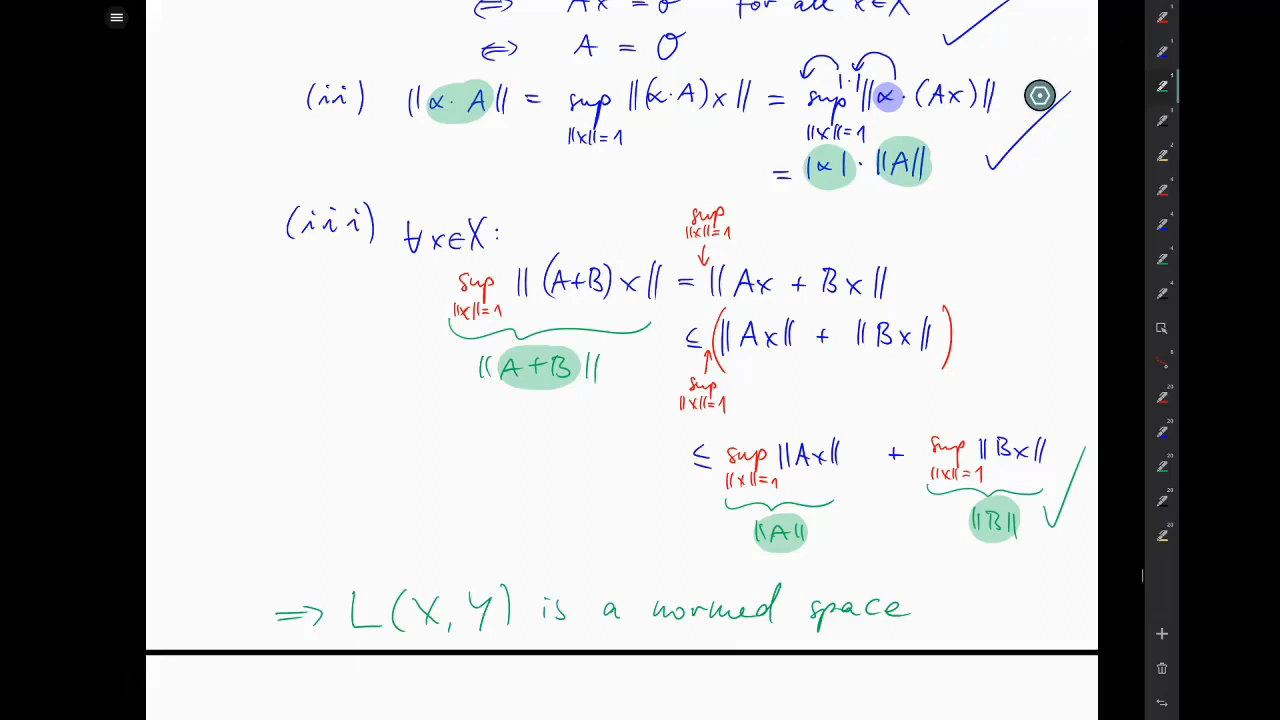 ⟺ Ax = 0 for all x∈X
⟺ A = 0
(ii) ||α·A|| = sup ||(α·A)x|| = sup |·| ||α·(Ax)||
||x||=1 ||x||=1
= |α| · ||A||
(iii) ∀x∈X: sup
||x||=1
sup ||(A+B)x|| = ||Ax + Bx||
||x||=1
≤ (||Ax|| + ||Bx||)
||A+B|| sup
||x||=1
≤ sup ||Ax|| + sup ||Bx||
||x||=1 ||x||=1
||A|| ||B||
⟹ L(X,Y) is a normed space